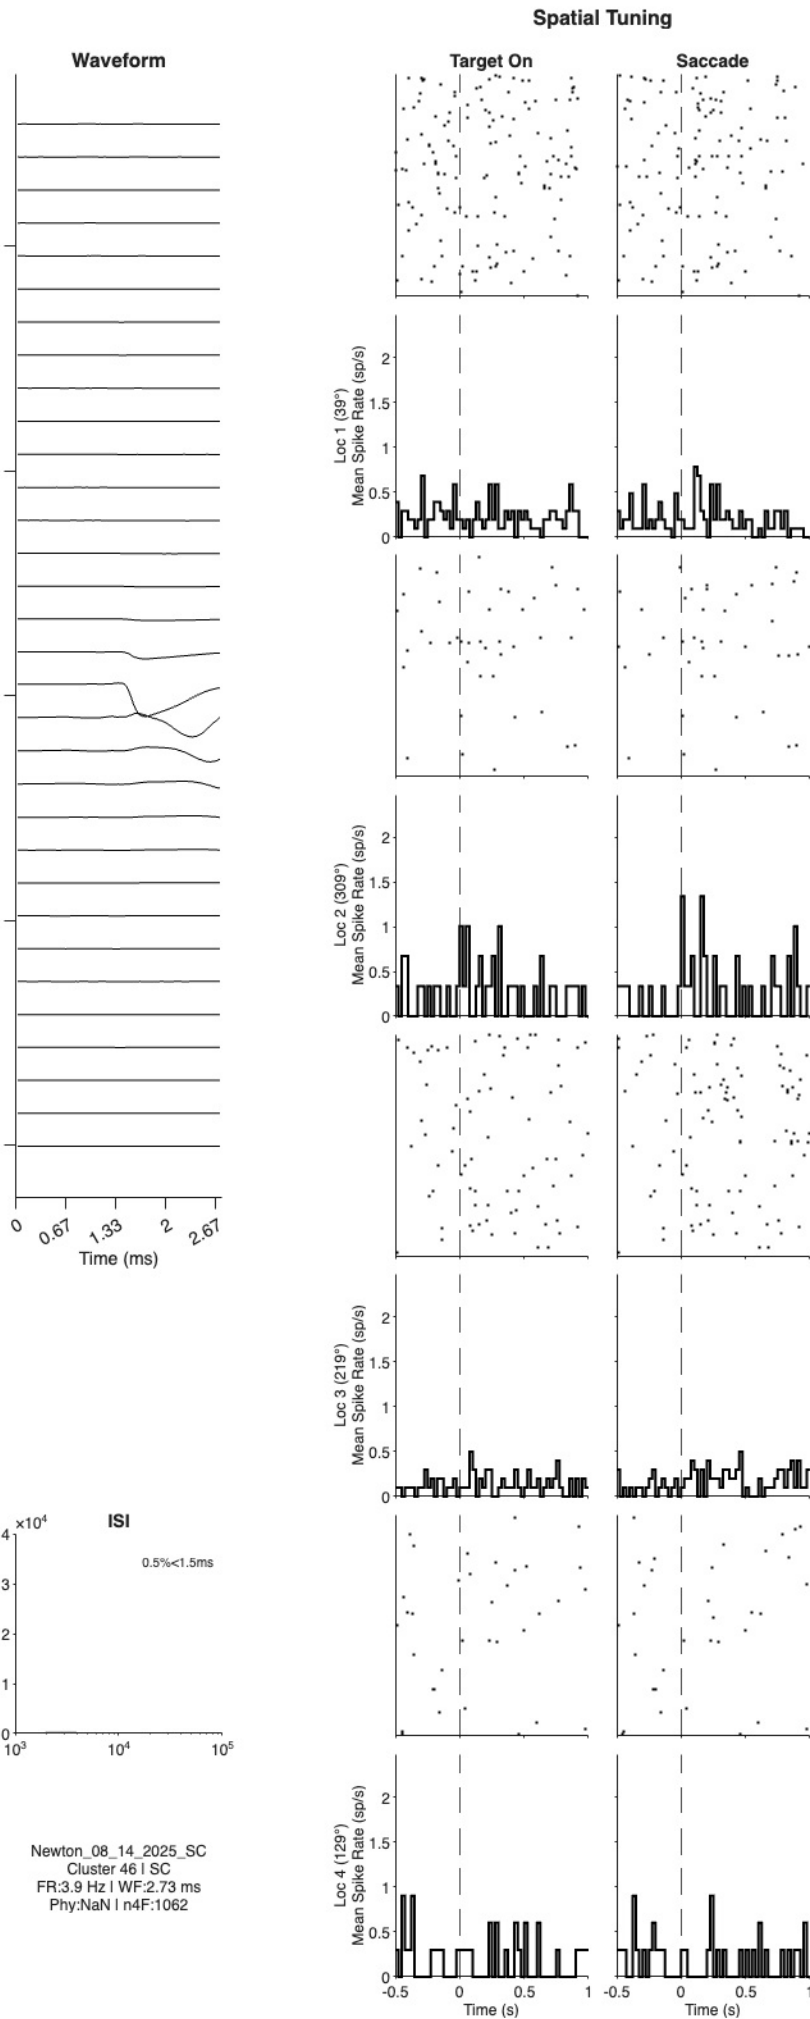 Spatial Tuning
Waveform
Target On
Saccade
2
1.5
1
0.5
0
Loc 1 (39°)
Mean Spike Rate (sp/s)
2
1.5
1
0.5
0
Loc 2 (309°)
Mean Spike Rate (sp/s)
0 0.67 1.33 2 2.67
Time (ms)
2
1.5
1
0.5
0
Loc 3 (219°)
Mean Spike Rate (sp/s)
×10⁴
ISI
0.5%<1.5ms
4
3
2
1
0
10³ 10⁴ 10⁵
2
1.5
1
0.5
0
Loc 4 (129°)
Mean Spike Rate (sp/s)
Newton_08_14_2025_SC
Cluster 46 | SC
FR:3.9 Hz | WF:2.73 ms
Phy:NaN | n4F:1062
-0.5 0 0.5 1
Time (s)
-0.5 0 0.5 1
Time (s)